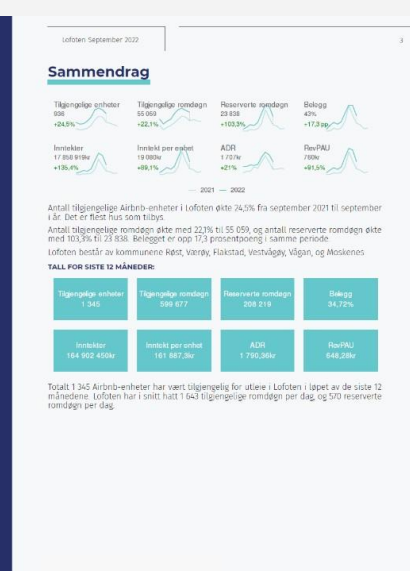 Lofoten September 2022
3
Sammendrag
Tilgjengelige enheter Tilgjengelige romdøgn Reserverte romdøgn Belegg
936 55 059 23 838 43%
+24,5% +22,1% +103,3% +17,3 pp
Inntekter Inntekt per enhet ADR RevPAU
17 858 919kr 19 080kr 1 707kr 760kr
+135,4% +89,1% +21% +91,5%
2021 2022
Antall tilgjengelige Airbnb-enheter i Lofoten økte 24,5% fra september 2021 til september
i år. Det er flest hus som tilbys.
Antall tilgjengelige romdøgn økte med 22,1% til 55 059, og antall reserverte romdøgn økte
med 103,3% til 23 838. Belegget er opp 17,3 prosentpoeng i samme periode
Lofoten består av kommunene Røst, Værøy, Flakstad, Vestvågøy, Vågan, og Moskenes
TALL FOR SISTE 12 MÅNEDER:
Tilgjengelige enheter Tilgjengelige romdøgn Reserverte romdøgn Belegg
1 345 599 677 208 219 34,72%
Inntekter Inntekt per enhet ADR RevPAU
164 902 450kr 161 887,3kr 1 790,36kr 648,28kr
Totalt 1 345 Airbnb-enheter har vært tilgjengelig for utleie i Lofoten i løpet av de siste 12
månedene. Lofoten har i snitt hatt 1 643 tilgjengelige romdøgn per dag, og 570 reserverte
romdøgn per dag.